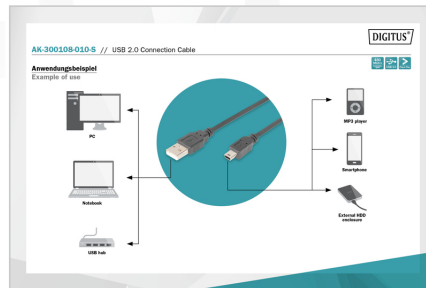 DIGITUS®
AK-300108-010-S // USB 2.0 Connection Cable
Anwendungsbeispiel
Example of use
PC
Notebook
USB hub
MP3 player
Smartphone
External HDD
enclosure